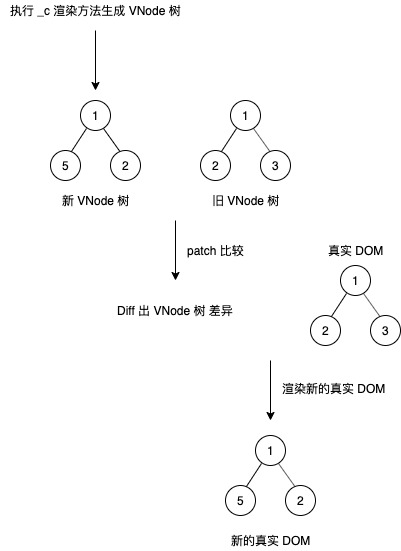 执行 _c 渲染方法生成 VNode 树
1
1
5
2
2
3
新 VNode 树
旧 VNode 树
patch 比较
真实 DOM
1
Diff 出 VNode 树 差异
2
3
渲染新的真实 DOM
1
5
2
新的真实 DOM